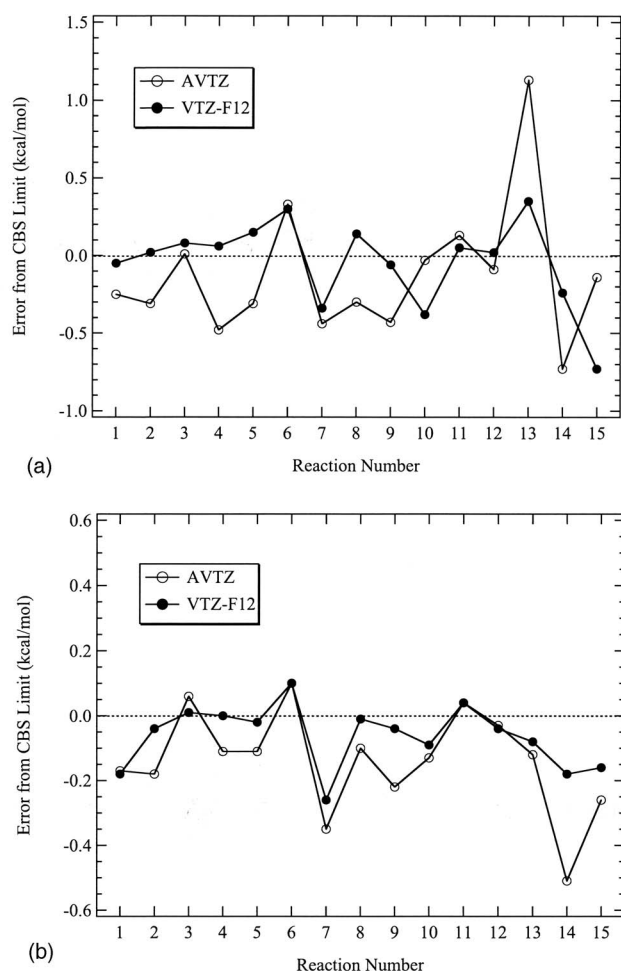 1.5
AVTZ
VTZ-F12
1.0
0.5
0.0
-0.5
-1.0
Error from CBS Limit (kcal/mol)
1 2 3 4 5 6 7 8 9 10 11 12 13 14 15
(a)
Reaction Number
0.6
AVTZ
VTZ-F12
0.4
0.2
0.0
-0.2
-0.4
-0.6
Error from CBS Limit (kcal/mol)
1 2 3 4 5 6 7 8 9 10 11 12 13 14 15
(b)
Reaction Number